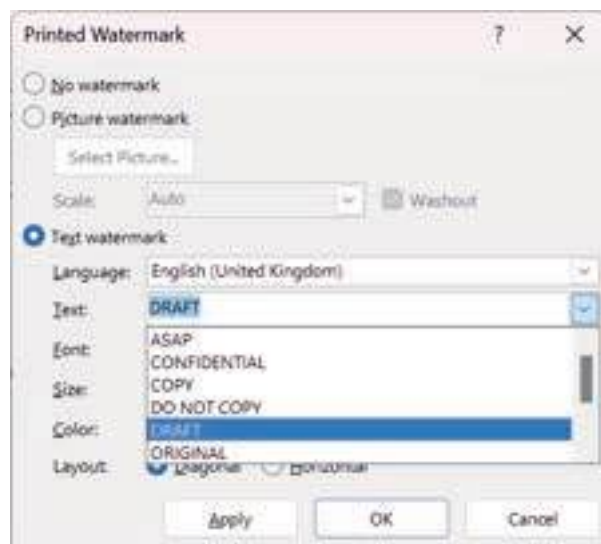 Printed Watermark ? ×
No watermark
Picture watermark
Select Picture...
Scale: Auto Washout
Text watermark
Language: English (United Kingdom)
Text: DRAFT
ASAP
Font: CONFIDENTIAL
Size: COPY
DO NOT COPY
Color: DRAFT
ORIGINAL
Layout: Diagonal Horizontal
Apply OK Cancel